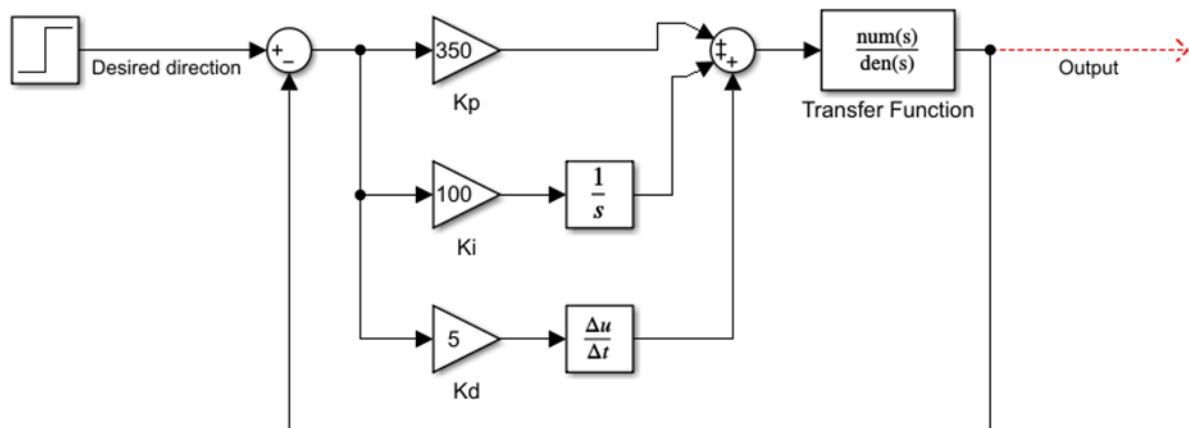 Desired direction
+
−
350
Kp
100
Ki
1
s
5
Kd
Δu
Δt
+
+
+
num(s)
den(s)
Transfer Function
Output